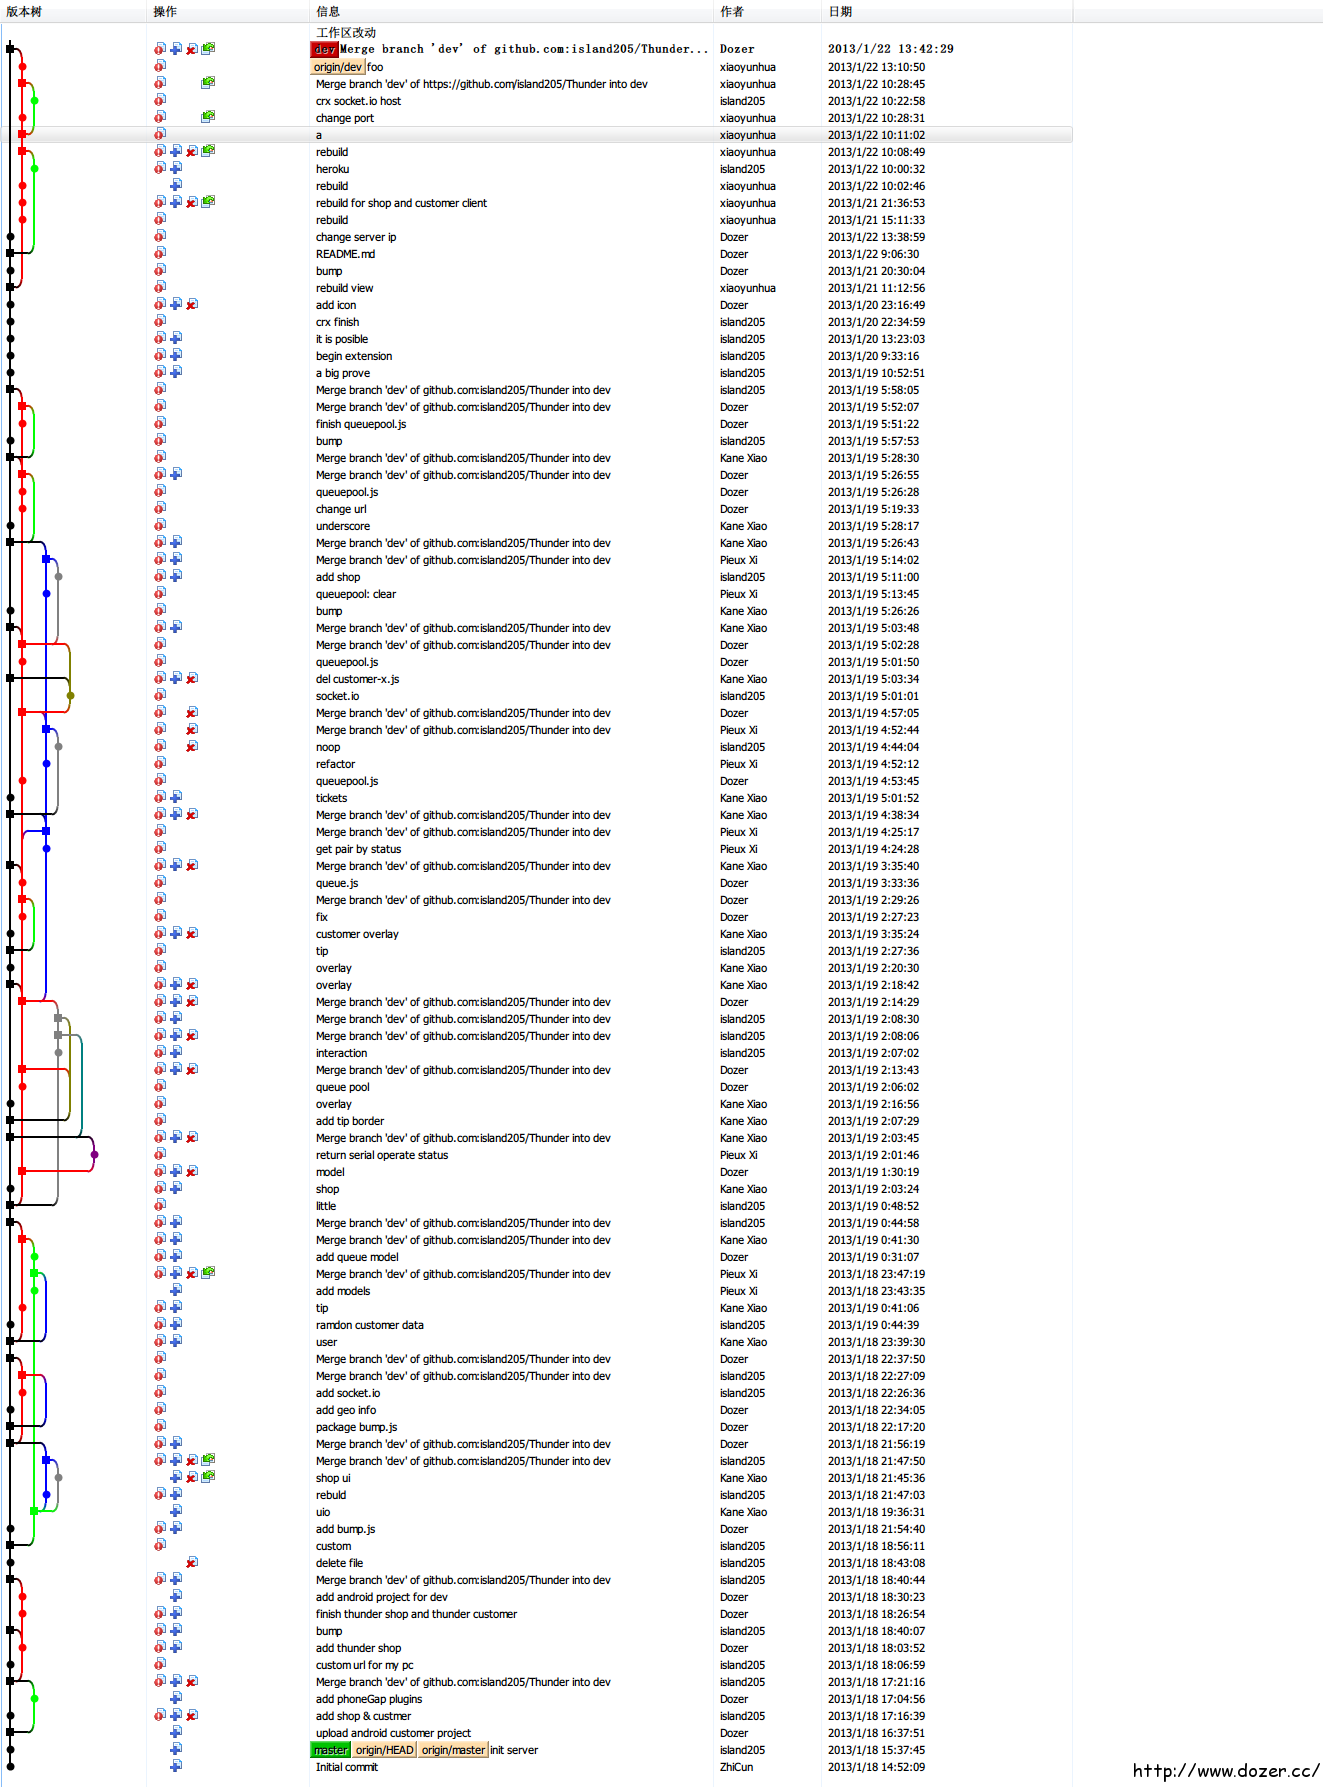 版本树 操作 信息 作者 日期
工作区改动
dev Merge branch 'dev' of github.com:island205/Thunder... Dozer 2013/1/22 13:42:29
origin/dev foo xiaoyunhua 2013/1/22 13:10:50
Merge branch 'dev' of https://github.com/island205/Thunder into dev xiaoyunhua 2013/1/22 10:28:45
crx socket.io host island205 2013/1/22 10:22:58
change port xiaoyunhua 2013/1/22 10:28:31
a xiaoyunhua 2013/1/22 10:11:02
rebuild xiaoyunhua 2013/1/22 10:08:49
heroku island205 2013/1/22 10:00:32
rebuild xiaoyunhua 2013/1/22 10:02:46
rebuild for shop and customer client xiaoyunhua 2013/1/21 21:36:53
rebuild xiaoyunhua 2013/1/21 15:11:33
change server ip Dozer 2013/1/22 13:38:59
README.md Dozer 2013/1/22 9:06:30
bump Dozer 2013/1/21 20:30:04
rebuild view xiaoyunhua 2013/1/21 11:12:56
add icon Dozer 2013/1/20 23:16:49
crx finish island205 2013/1/20 22:34:59
it is posible island205 2013/1/20 13:23:03
begin extension island205 2013/1/20 9:33:16
a big prove island205 2013/1/19 10:52:51
Merge branch 'dev' of github.com:island205/Thunder into dev island205 2013/1/19 5:58:05
Merge branch 'dev' of github.com:island205/Thunder into dev Dozer 2013/1/19 5:52:07
finish queuepool.js Dozer 2013/1/19 5:51:22
bump island205 2013/1/19 5:57:53
Merge branch 'dev' of github.com:island205/Thunder into dev Kane Xiao 2013/1/19 5:28:30
Merge branch 'dev' of github.com:island205/Thunder into dev Dozer 2013/1/19 5:26:55
queuepool.js Dozer 2013/1/19 5:26:28
change url Dozer 2013/1/19 5:19:33
underscore Kane Xiao 2013/1/19 5:28:17
Merge branch 'dev' of github.com:island205/Thunder into dev Kane Xiao 2013/1/19 5:26:43
Merge branch 'dev' of github.com:island205/Thunder into dev Pieux Xi 2013/1/19 5:14:02
add shop island205 2013/1/19 5:11:00
queuepool: clear Pieux Xi 2013/1/19 5:13:45
bump Kane Xiao 2013/1/19 5:26:26
Merge branch 'dev' of github.com:island205/Thunder into dev Kane Xiao 2013/1/19 5:03:48
Merge branch 'dev' of github.com:island205/Thunder into dev Dozer 2013/1/19 5:02:28
queuepool.js Dozer 2013/1/19 5:01:50
del customer-x.js Kane Xiao 2013/1/19 5:03:34
socket.io island205 2013/1/19 5:01:01
Merge branch 'dev' of github.com:island205/Thunder into dev Dozer 2013/1/19 4:57:05
Merge branch 'dev' of github.com:island205/Thunder into dev Pieux Xi 2013/1/19 4:52:44
noop island205 2013/1/19 4:44:04
refactor Pieux Xi 2013/1/19 4:52:12
queuepool.js Dozer 2013/1/19 4:53:45
tickets Kane Xiao 2013/1/19 5:01:52
Merge branch 'dev' of github.com:island205/Thunder into dev Kane Xiao 2013/1/19 4:38:34
Merge branch 'dev' of github.com:island205/Thunder into dev Pieux Xi 2013/1/19 4:25:17
get pair by status Pieux Xi 2013/1/19 4:24:28
Merge branch 'dev' of github.com:island205/Thunder into dev Kane Xiao 2013/1/19 3:35:40
queue.js Dozer 2013/1/19 3:33:36
Merge branch 'dev' of github.com:island205/Thunder into dev Dozer 2013/1/19 2:29:26
fix Dozer 2013/1/19 2:27:23
customer overlay Kane Xiao 2013/1/19 3:35:24
tip island205 2013/1/19 2:27:36
overlay Kane Xiao 2013/1/19 2:20:30
overlay Kane Xiao 2013/1/19 2:18:42
Merge branch 'dev' of github.com:island205/Thunder into dev Dozer 2013/1/19 2:14:29
Merge branch 'dev' of github.com:island205/Thunder into dev island205 2013/1/19 2:08:30
Merge branch 'dev' of github.com:island205/Thunder into dev island205 2013/1/19 2:08:06
interaction island205 2013/1/19 2:07:02
Merge branch 'dev' of github.com:island205/Thunder into dev Dozer 2013/1/19 2:13:43
queue pool Dozer 2013/1/19 2:06:02
overlay Kane Xiao 2013/1/19 2:16:56
add tip border Kane Xiao 2013/1/19 2:07:29
Merge branch 'dev' of github.com:island205/Thunder into dev Kane Xiao 2013/1/19 2:03:45
return serial operate status Pieux Xi 2013/1/19 2:01:46
model Dozer 2013/1/19 1:30:19
shop Kane Xiao 2013/1/19 2:03:24
little island205 2013/1/19 0:48:52
Merge branch 'dev' of github.com:island205/Thunder into dev island205 2013/1/19 0:44:58
Merge branch 'dev' of github.com:island205/Thunder into dev Kane Xiao 2013/1/19 0:41:30
add queue model Dozer 2013/1/19 0:31:07
Merge branch 'dev' of github.com:island205/Thunder into dev Pieux Xi 2013/1/18 23:47:19
add models Pieux Xi 2013/1/18 23:43:35
tip Kane Xiao 2013/1/19 0:41:06
ramdon customer data island205 2013/1/19 0:44:39
user Kane Xiao 2013/1/18 23:39:30
Merge branch 'dev' of github.com:island205/Thunder into dev Dozer 2013/1/18 22:37:50
Merge branch 'dev' of github.com:island205/Thunder into dev island205 2013/1/18 22:27:09
add socket.io island205 2013/1/18 22:26:36
add geo info Dozer 2013/1/18 22:34:05
package bump.js Dozer 2013/1/18 22:17:20
Merge branch 'dev' of github.com:island205/Thunder into dev Dozer 2013/1/18 21:56:19
Merge branch 'dev' of github.com:island205/Thunder into dev island205 2013/1/18 21:47:50
shop ui Kane Xiao 2013/1/18 21:45:36
rebuld island205 2013/1/18 21:47:03
uio Kane Xiao 2013/1/18 19:36:31
add bump.js Dozer 2013/1/18 21:54:40
custom island205 2013/1/18 18:56:11
delete file island205 2013/1/18 18:43:08
Merge branch 'dev' of github.com:island205/Thunder into dev island205 2013/1/18 18:40:44
add android project for dev Dozer 2013/1/18 18:30:23
finish thunder shop and thunder customer Dozer 2013/1/18 18:26:54
bump island205 2013/1/18 18:40:07
add thunder shop Dozer 2013/1/18 18:03:52
custom url for my pc island205 2013/1/18 18:06:59
Merge branch 'dev' of github.com:island205/Thunder into dev island205 2013/1/18 17:21:16
add phoneGap plugins Dozer 2013/1/18 17:04:56
add shop & custmer island205 2013/1/18 17:16:39
upload android customer project Dozer 2013/1/18 16:37:51
master origin/HEAD origin/master init server island205 2013/1/18 15:37:45
Initial commit ZhiCun 2013/1/18 14:52:09
http://www.dozer.cc/